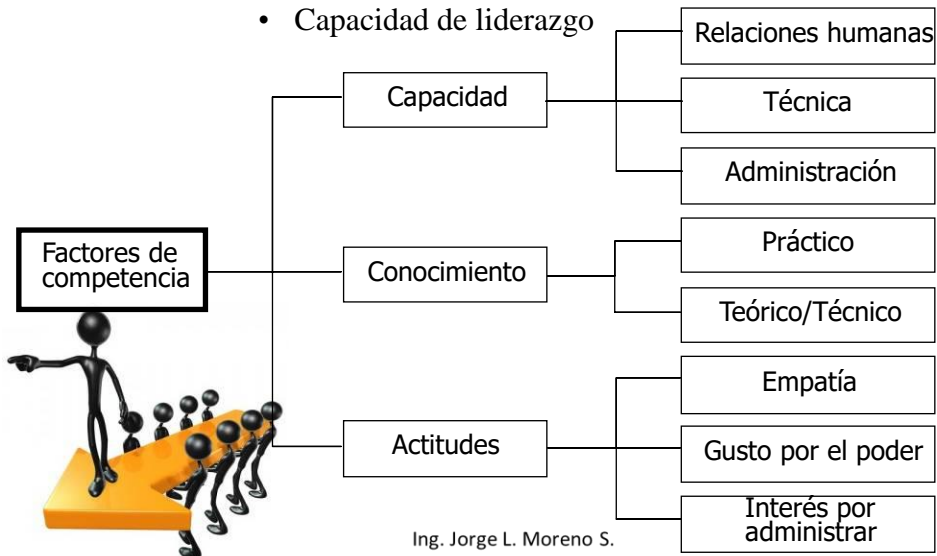 • Capacidad de liderazgo
Factores de
competencia
Capacidad
Relaciones humanas
Técnica
Administración
Conocimiento
Práctico
Teórico/Técnico
Actitudes
Empatía
Gusto por el poder
Interés por
administrar
Ing. Jorge L. Moreno S.